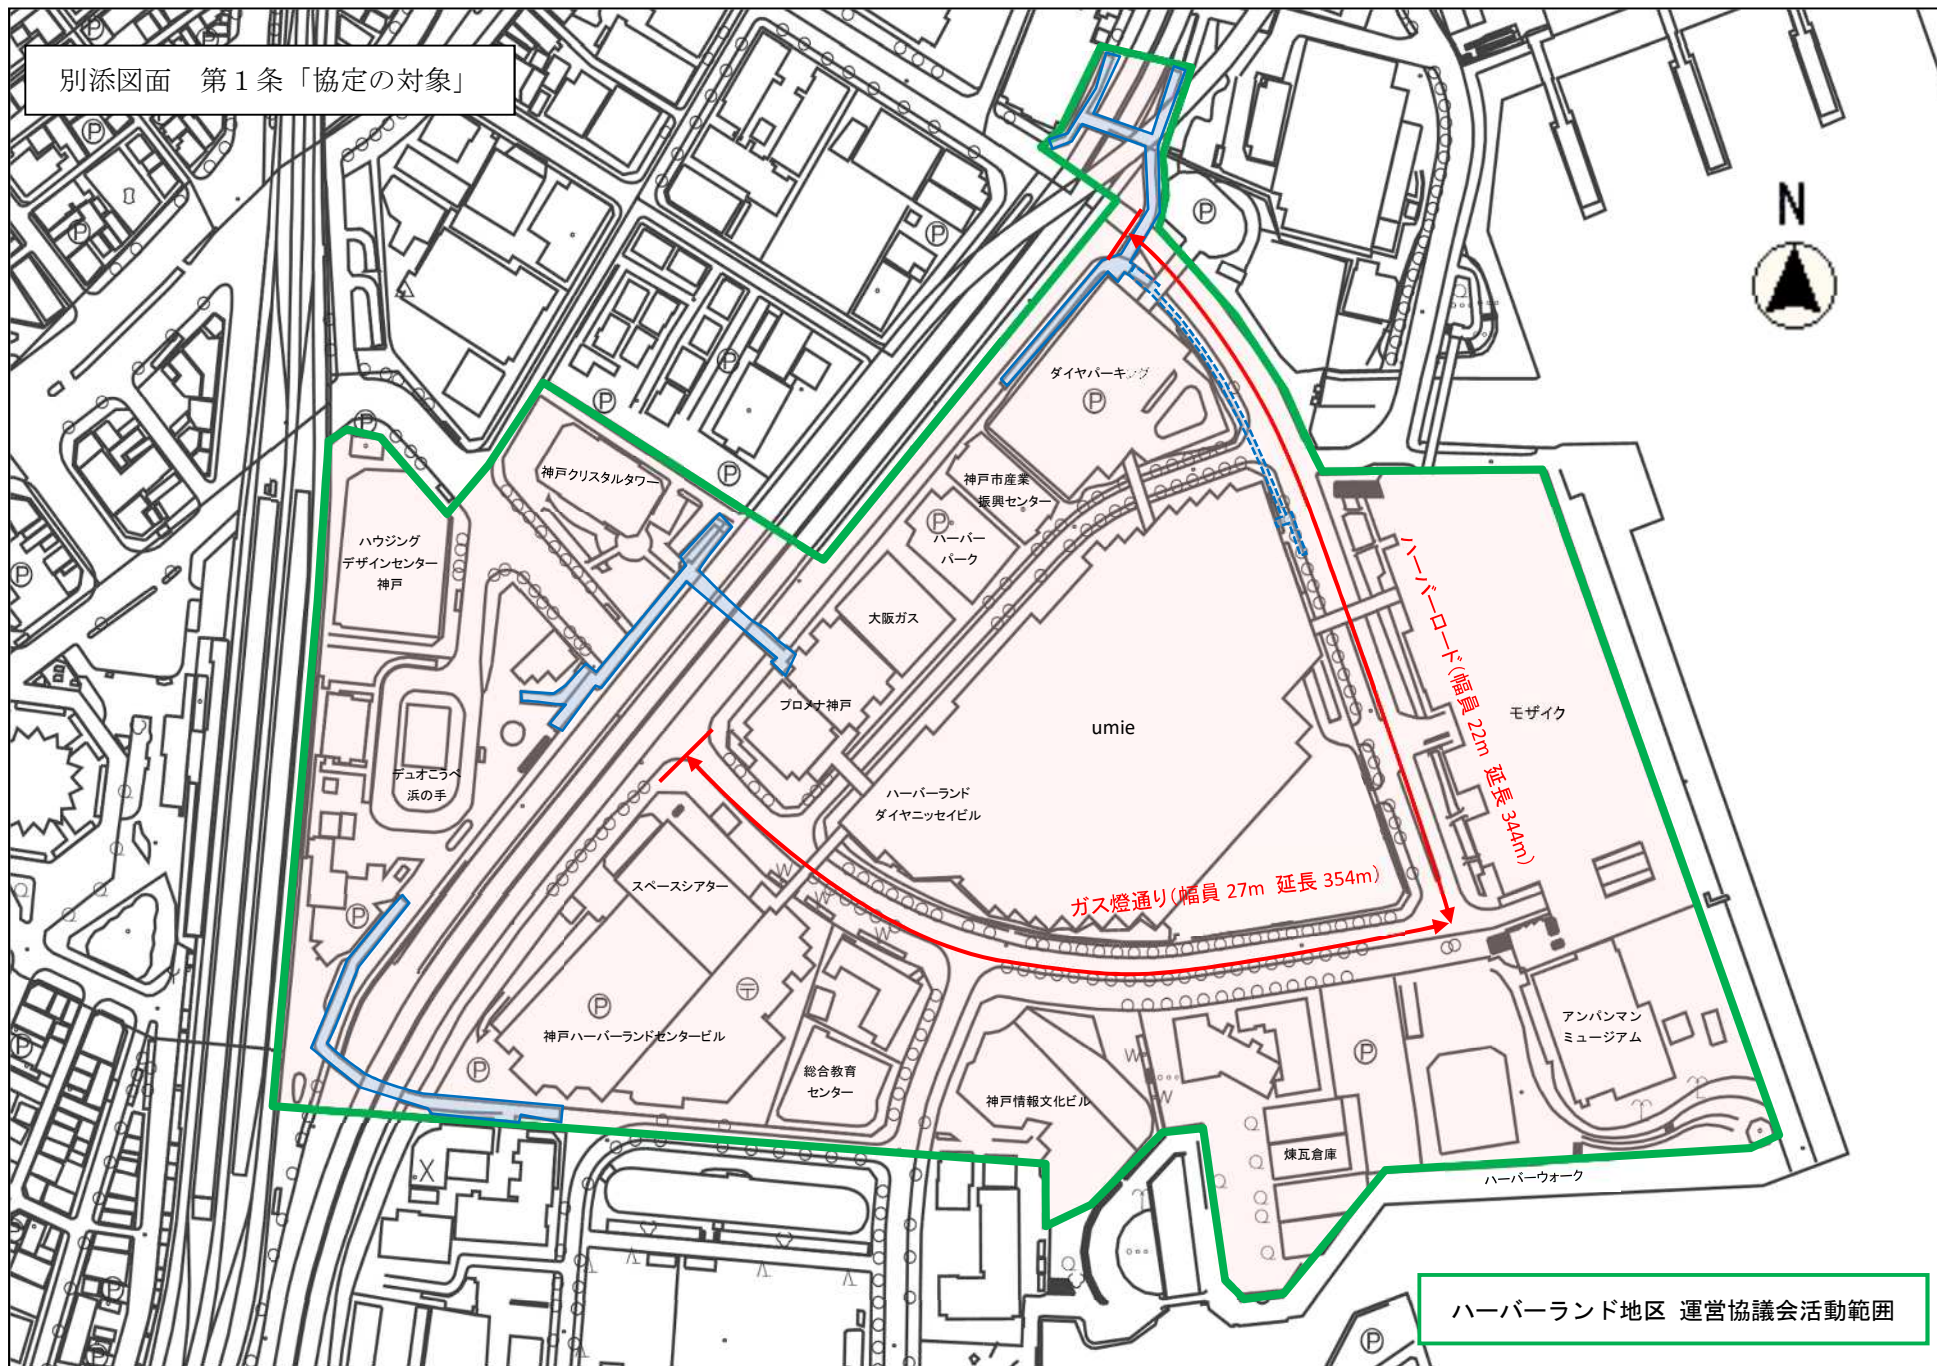 別添図面　第１条「協定の対象」
N
ダイヤパーキング
神戸クリスタルタワー
神戸市産業
振興センター
ハウジング
デザインセンター
神戸
ハーバー
パーク
大阪ガス
ハーバーロード(幅員 22m 延長 344m)
プロメナ神戸
モザイク
umie
デュオこうべ
浜の手
ハーバーランド
ダイヤニッセイビル
スペースシアター
ガス燈通り(幅員 27m 延長 354m)
神戸ハーバーランドセンタービル
アンパンマン
ミュージアム
総合教育
センター
神戸情報文化ビル
煉瓦倉庫
ハーバーウォーク
ハーバーランド地区 運営協議会活動範囲